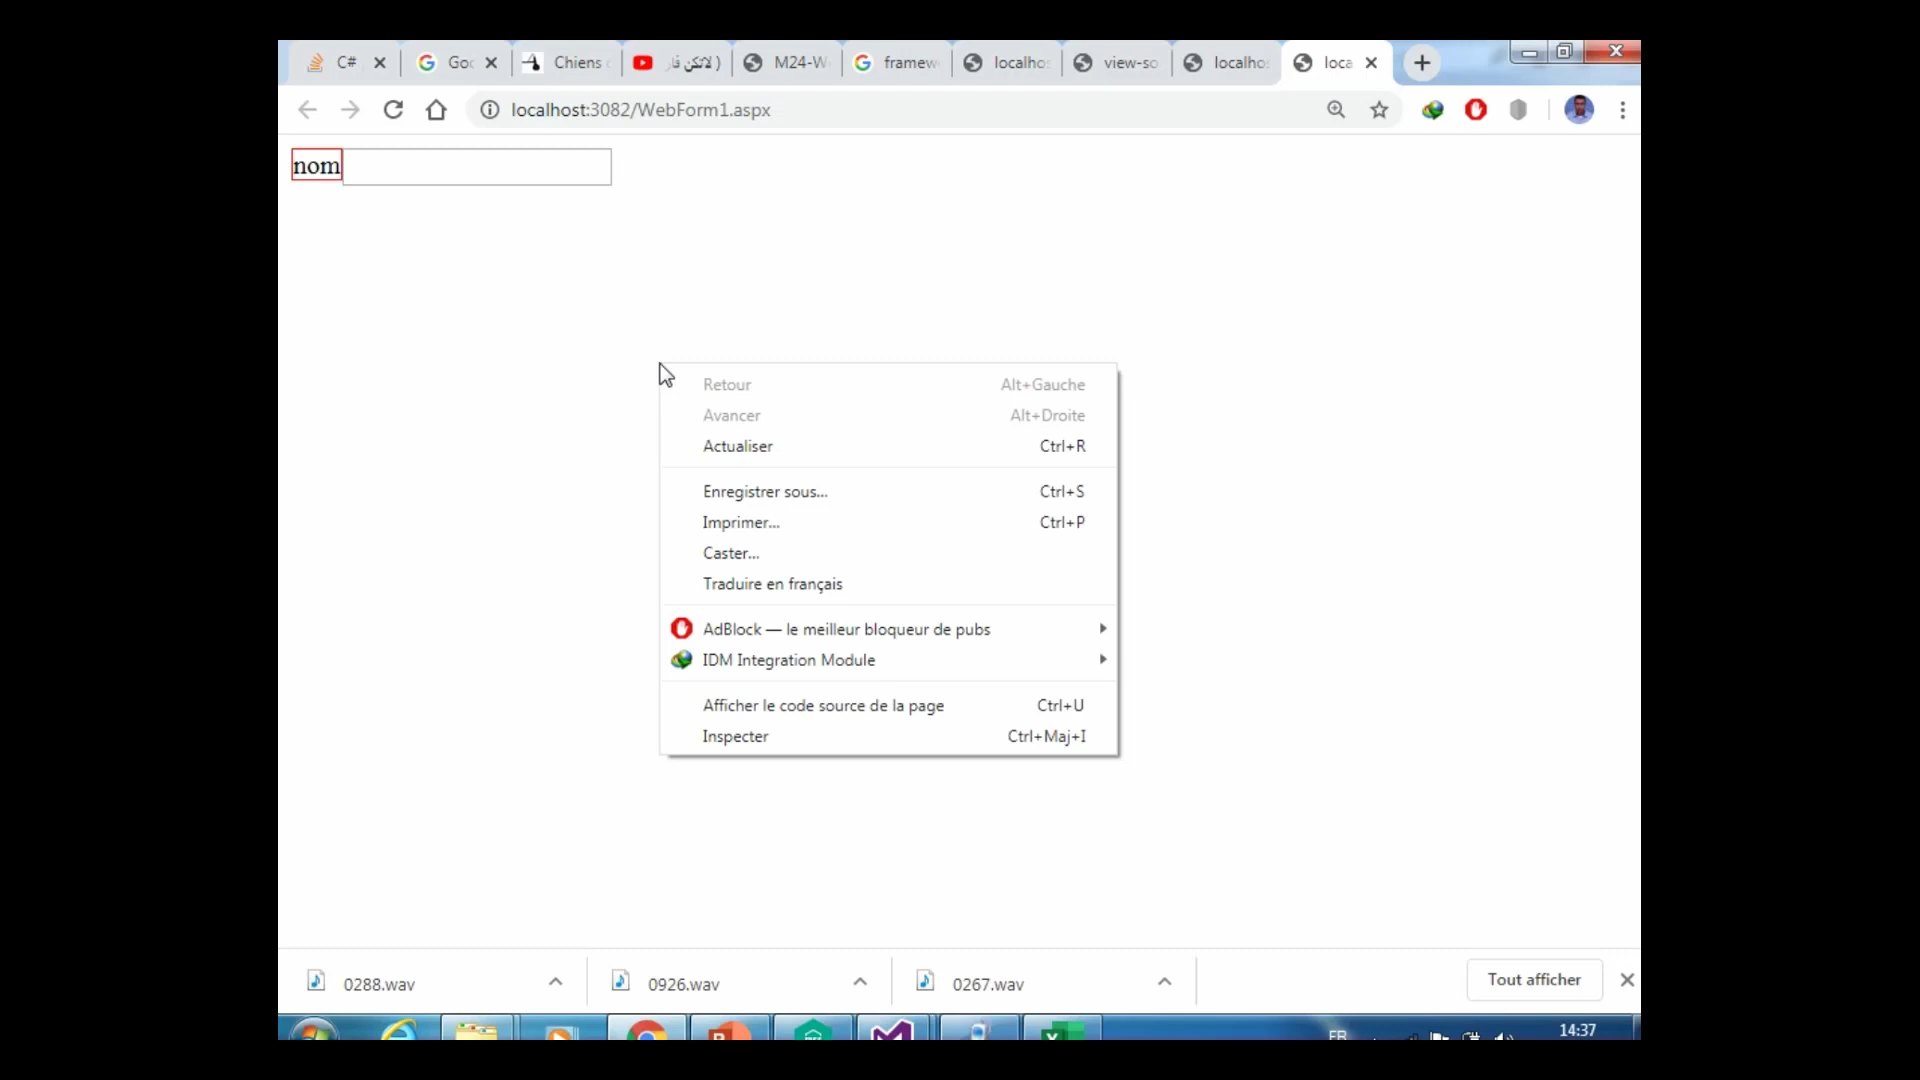 C#
Goo
Chiens
( لاتكن فار
M24-W
framew
localho
view-so
localho
loca
localhost:3082/WebForm1.aspx
nom
Retour Alt+Gauche
Avancer Alt+Droite
Actualiser Ctrl+R
Enregistrer sous... Ctrl+S
Imprimer... Ctrl+P
Caster...
Traduire en français
AdBlock — le meilleur bloqueur de pubs
IDM Integration Module
Afficher le code source de la page Ctrl+U
Inspecter Ctrl+Maj+I
0288.wav
0926.wav
0267.wav
Tout afficher
FR
14:37